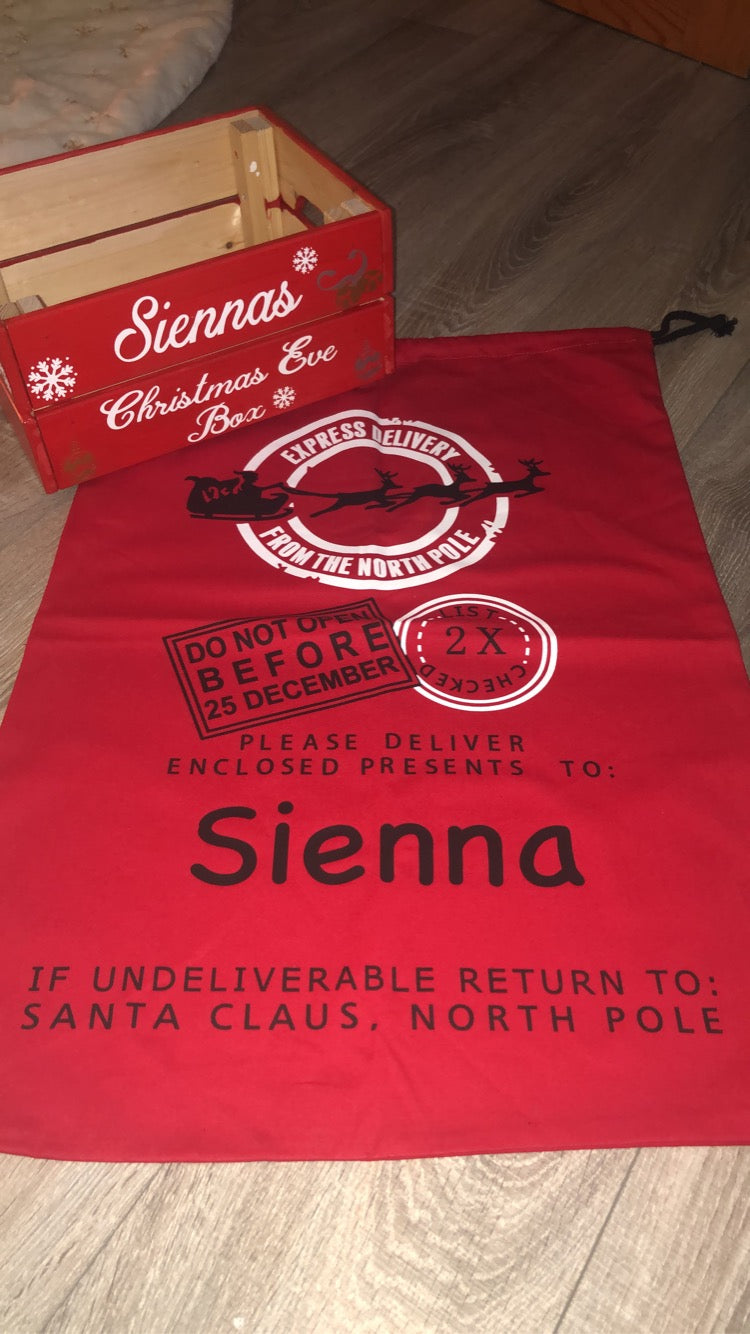 Siennas
Christmas Eve
Box
EXPRESS DELIVERY
FROM THE NORTH POLE
DO NOT OPEN
BEFORE
25 DECEMBER
LIST
2X
CHECKED
PLEASE DELIVER
ENCLOSED PRESENTS TO:
Sienna
IF UNDELIVERABLE RETURN TO:
SANTA CLAUS, NORTH POLE